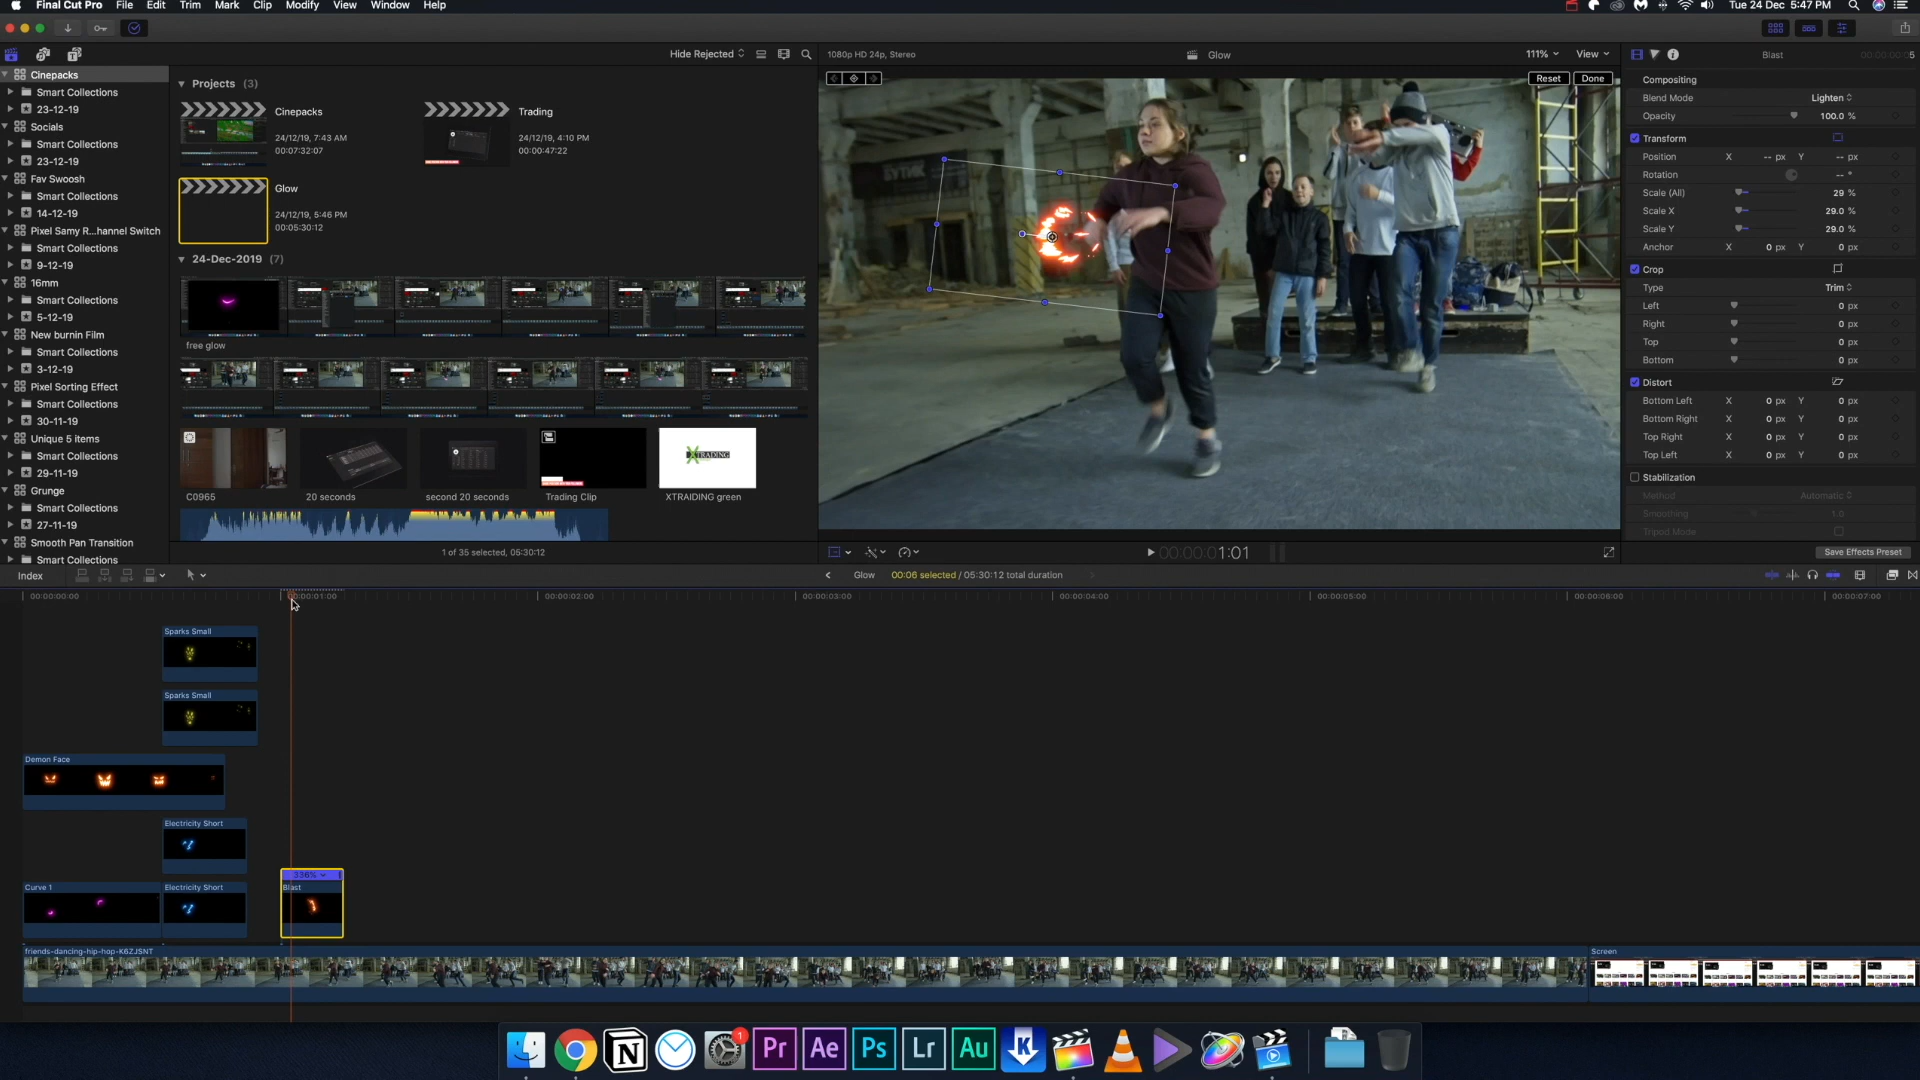 Final Cut Pro File Edit Trim Mark Clip Modify View Window Help
Tue 24 Dec 5:47 PM
Hide Rejected
1080p HD 24p, Stereo
Glow
111%
View
Blast
Cinepacks
Smart Collections
23-12-19
Socials
Smart Collections
23-12-19
Fav Swoosh
Smart Collections
14-12-19
Pixel Samy R...hannel Switch
Smart Collections
9-12-19
16mm
Smart Collections
5-12-19
New burnin Film
Smart Collections
3-12-19
Pixel Sorting Effect
Smart Collections
30-11-19
Unique 5 items
Smart Collections
29-11-19
Grunge
Smart Collections
27-11-19
Smooth Pan Transition
Smart Collections
Projects (3)
Cinepacks
24/12/19, 7:43 AM
00:07:32:07
Trading
24/12/19, 4:10 PM
00:00:47:22
Glow
24/12/19, 5:46 PM
00:05:30:12
24-Dec-2019 (7)
free glow
C0965
20 seconds
second 20 seconds
Trading Clip
XTRADING
XTRAIDING green
1 of 35 selected, 05:30:12
Reset
Done
БУТИК
00:00:00:01:01
Compositing
Blend Mode Lighten
Opacity 100.0 %
Transform
Position X -- px Y -- px
Rotation -- °
Scale (All) 29 %
Scale X 29.0 %
Scale Y 29.0 %
Anchor X 0 px Y 0 px
Crop
Type Trim
Left 0 px
Right 0 px
Top 0 px
Bottom 0 px
Distort
Bottom Left X 0 px Y 0 px
Bottom Right X 0 px Y 0 px
Top Right X 0 px Y 0 px
Top Left X 0 px Y 0 px
Stabilization
Method Automatic
Smoothing 1.0
Tripod Mode
Save Effects Preset
Index
Glow
00:06 selected / 05:30:12 total duration
00:00:00:00
00:00:01:00
00:00:02:00
00:00:03:00
00:00:04:00
00:00:05:00
00:00:06:00
00:00:07:00
Sparks Small
Sparks Small
Demon Face
Electricity Short
336%
Curve 1
Electricity Short
Blast
friends-dancing-hip-hop-K6ZJSNT
Screen
N
1
Pr
Ae
Ps
Lr
Au
K